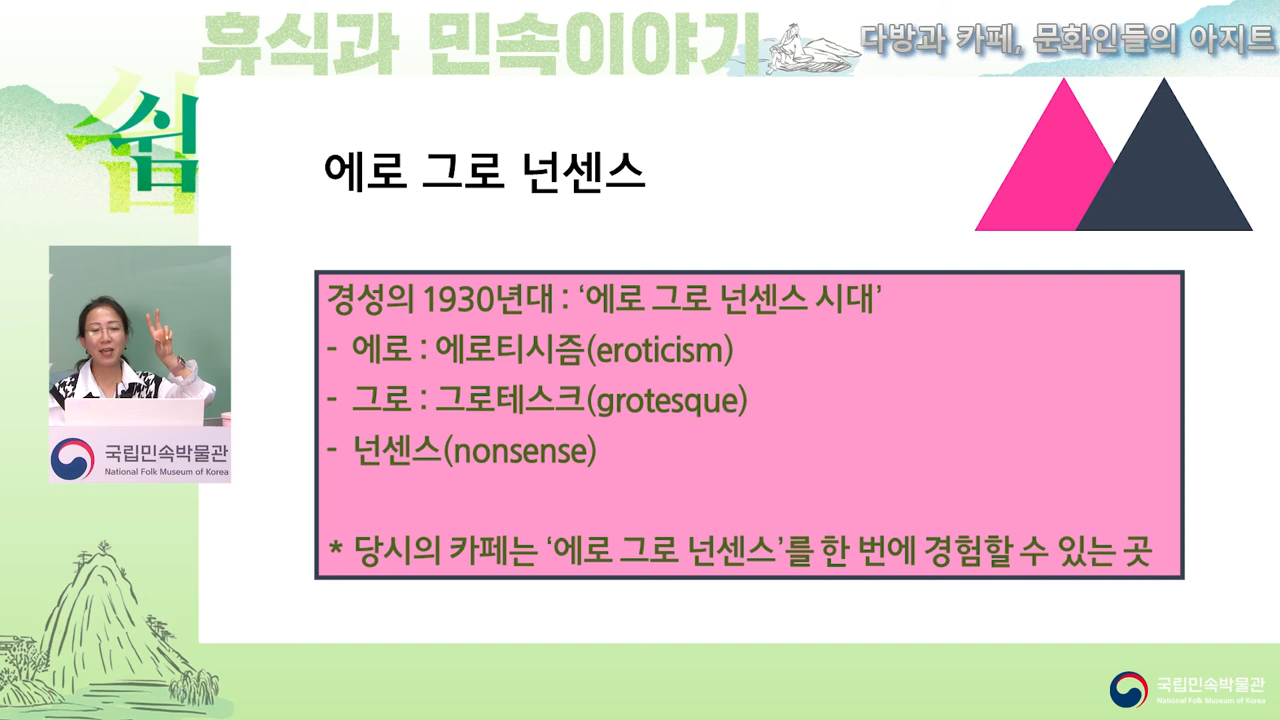 휴식과 민속이야기
다방과 카페, 문화인들의 아지트
쉼
에로 그로 넌센스
경성의 1930년대 : ‘에로 그로 넌센스 시대’
- 에로 : 에로티시즘(eroticism)
- 그로 : 그로테스크(grotesque)
- 넌센스(nonsense)
* 당시의 카페는 ‘에로 그로 넌센스’를 한 번에 경험할 수 있는 곳
국립민속박물관
National Folk Museum of Korea
국립민속박물관
National Folk Museum of Korea